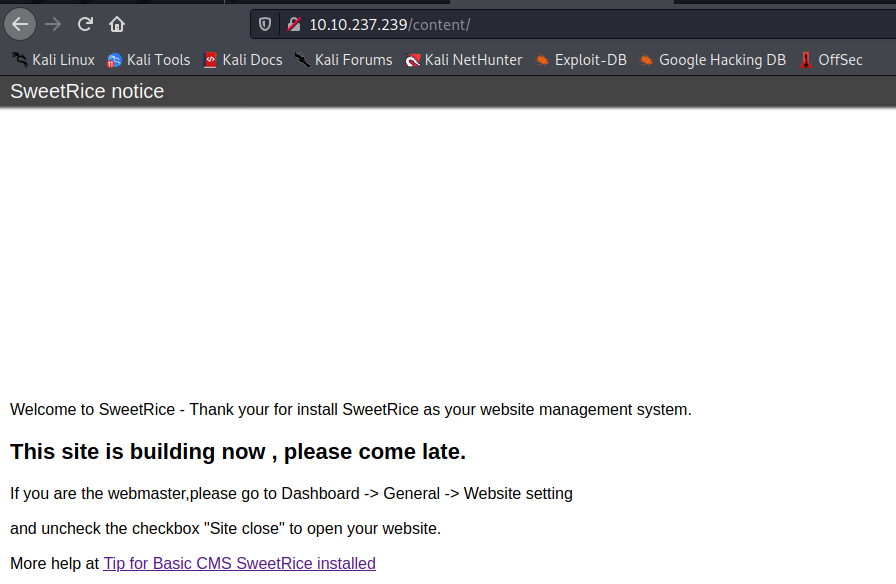 10.10.237.239/content/
Kali Linux Kali Tools Kali Docs Kali Forums Kali NetHunter Exploit-DB Google Hacking DB OffSec
SweetRice notice
Welcome to SweetRice - Thank your for install SweetRice as your website management system.
This site is building now , please come late.
If you are the webmaster,please go to Dashboard -> General -> Website setting
and uncheck the checkbox "Site close" to open your website.
More help at Tip for Basic CMS SweetRice installed